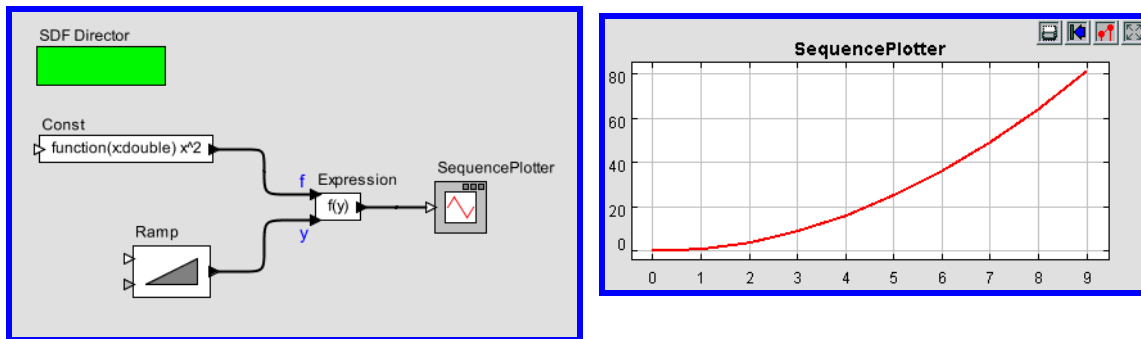 SDF Director
Const
function(x:double) x^2
f
Expression
f(y)
y
SequencePlotter
Ramp
SequencePlotter
80
60
40
20
0
0 1 2 3 4 5 6 7 8 9